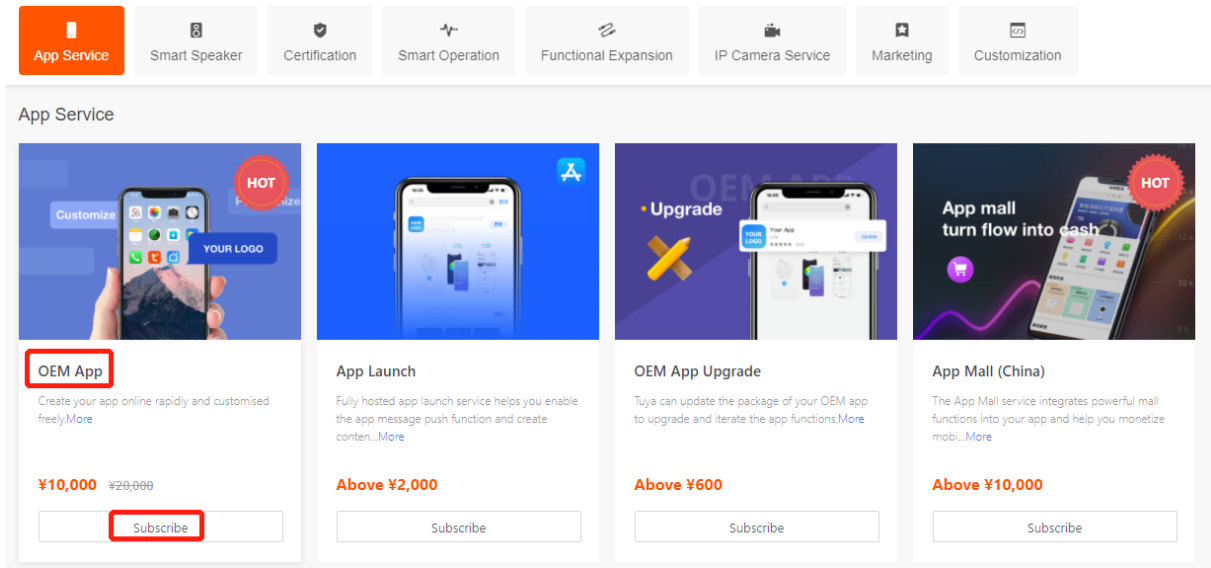 App Service
Smart Speaker
Certification
Smart Operation
Functional Expansion
IP Camera Service
Marketing
Customization
App Service
HOT
Customize
YOUR LOGO
OEM App
Create your app online rapidly and customised
freely.More
¥10,000 ¥20,000
Subscribe
YOUR
LOGO
App Launch
Fully hosted app launch service helps you enable
the app message push function and create
conten...More
Above ¥2,000
Subscribe
OEM APP
• Upgrade
YOUR
LOGO
Your App
OEM App Upgrade
Tuya can update the package of your OEM app
to upgrade and iterate the app functions.More
Above ¥600
Subscribe
HOT
App mall
turn flow into cash
App Mall (China)
The App Mall service integrates powerful mall
functions into your app and help you monetize
mobi...More
Above ¥10,000
Subscribe